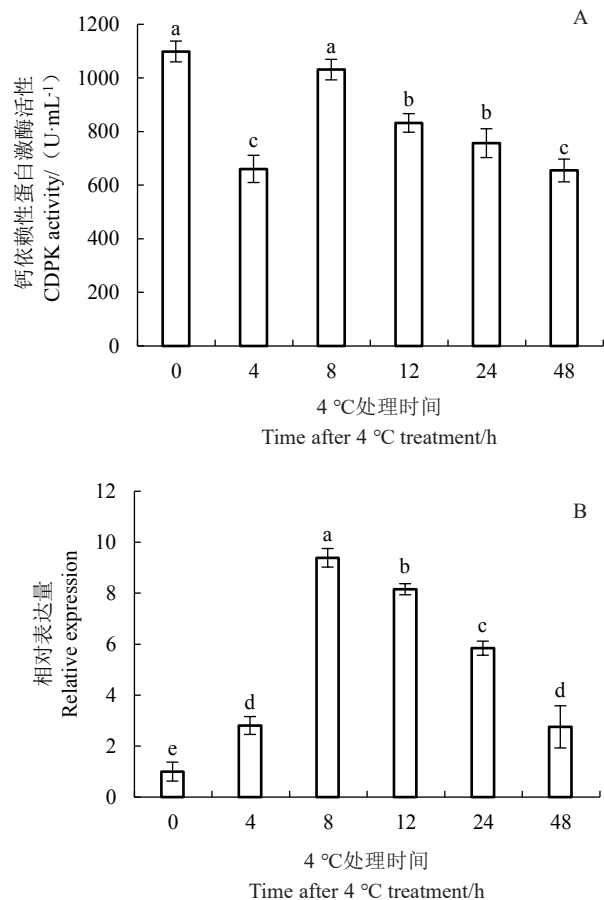 A
钙依赖性蛋白激酶活性
CDPK activity/（U·mL⁻¹）
1200
1000
800
600
400
200
0
a
c
a
b
b
c
0 4 8 12 24 48
4 ℃处理时间
Time after 4 ℃ treatment/h
B
相对表达量
Relative expression
12
10
8
6
4
2
0
e
d
a
b
c
d
0 4 8 12 24 48
4 ℃处理时间
Time after 4 ℃ treatment/h